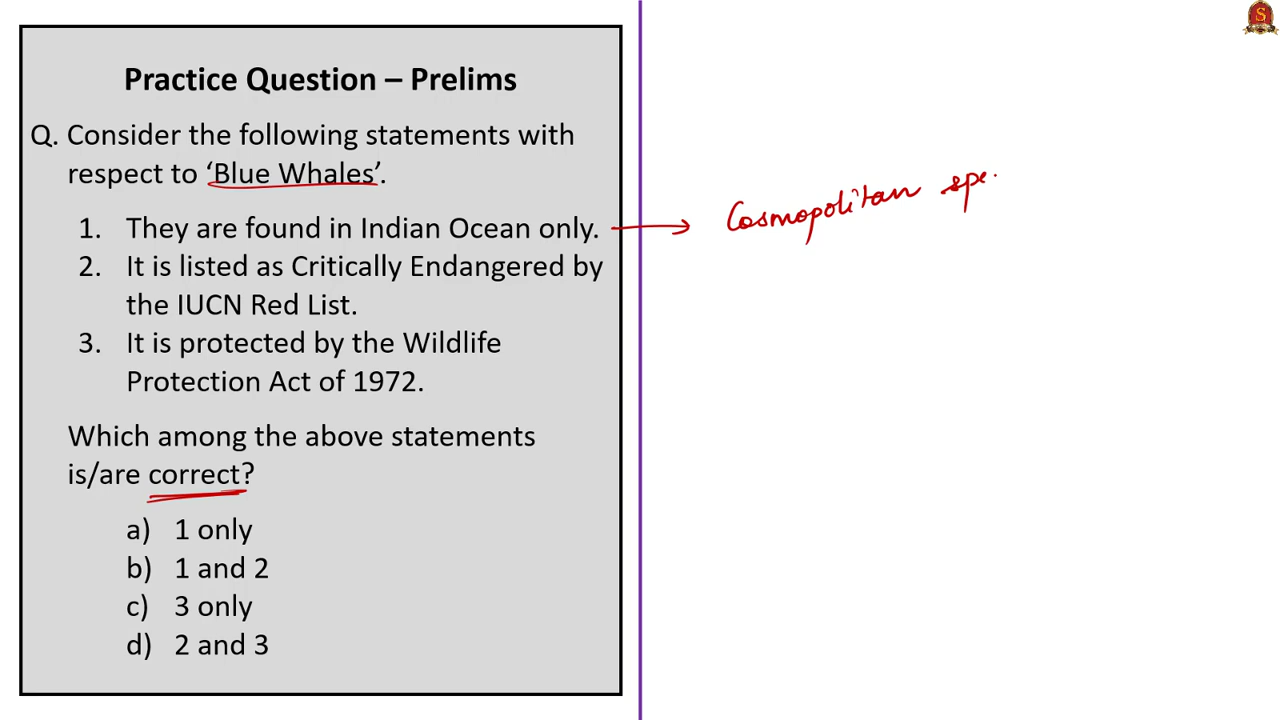 Practice Question – Prelims
Q. Consider the following statements with
respect to ‘Blue Whales’.
1. They are found in Indian Ocean only.
Cosmopolitan spe.
2. It is listed as Critically Endangered by
the IUCN Red List.
3. It is protected by the Wildlife
Protection Act of 1972.
Which among the above statements
is/are correct?
a) 1 only
b) 1 and 2
c) 3 only
d) 2 and 3
S